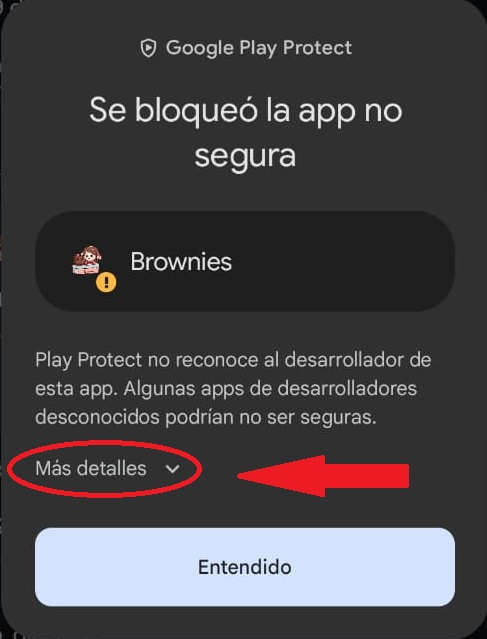 Google Play Protect
Se bloqueó la app no
segura
Brownies
Play Protect no reconoce al desarrollador de
esta app. Algunas apps de desarrolladores
desconocidos podrían no ser seguras.
Más detalles
Entendido